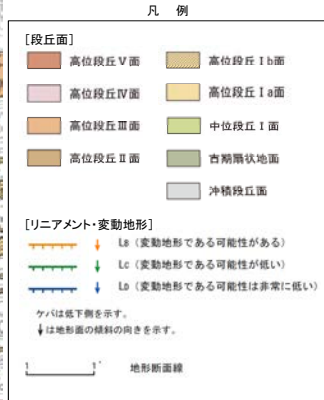 凡 例
[段丘面]
高位段丘Ⅴ面
高位段丘Ⅳ面
高位段丘Ⅲ面
高位段丘Ⅱ面
高位段丘Ⅰb面
高位段丘Ⅰa面
中位段丘Ⅰ面
古期扇状地面
沖積段丘面
[リニアメント・変動地形]
LB（変動地形である可能性がある）
LC（変動地形である可能性が低い）
LD（変動地形である可能性は非常に低い）
ケバは低下側を示す。
↓は地形面の傾斜の向きを示す。
1 1' 地形断面線